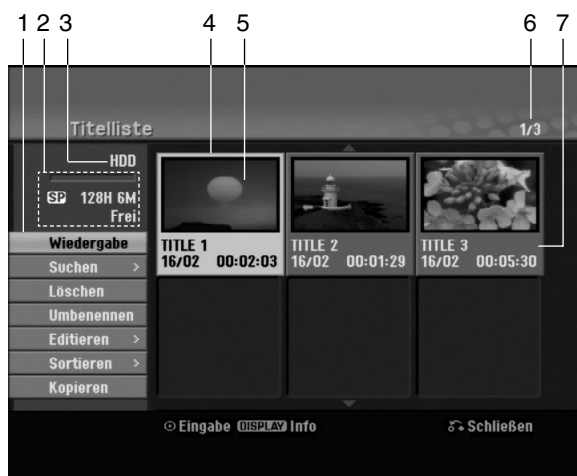 1 2 3 4 5 6 7
Titelliste
1/3
HDD
SP 128H 6M
Frei
Wiedergabe
Suchen >
Löschen
Umbenennen
Editieren >
Sortieren >
Kopieren
TITLE 1
16/02 00:02:03
TITLE 2
16/02 00:01:29
TITLE 3
16/02 00:05:30
Eingabe DISPLAY Info
Schließen